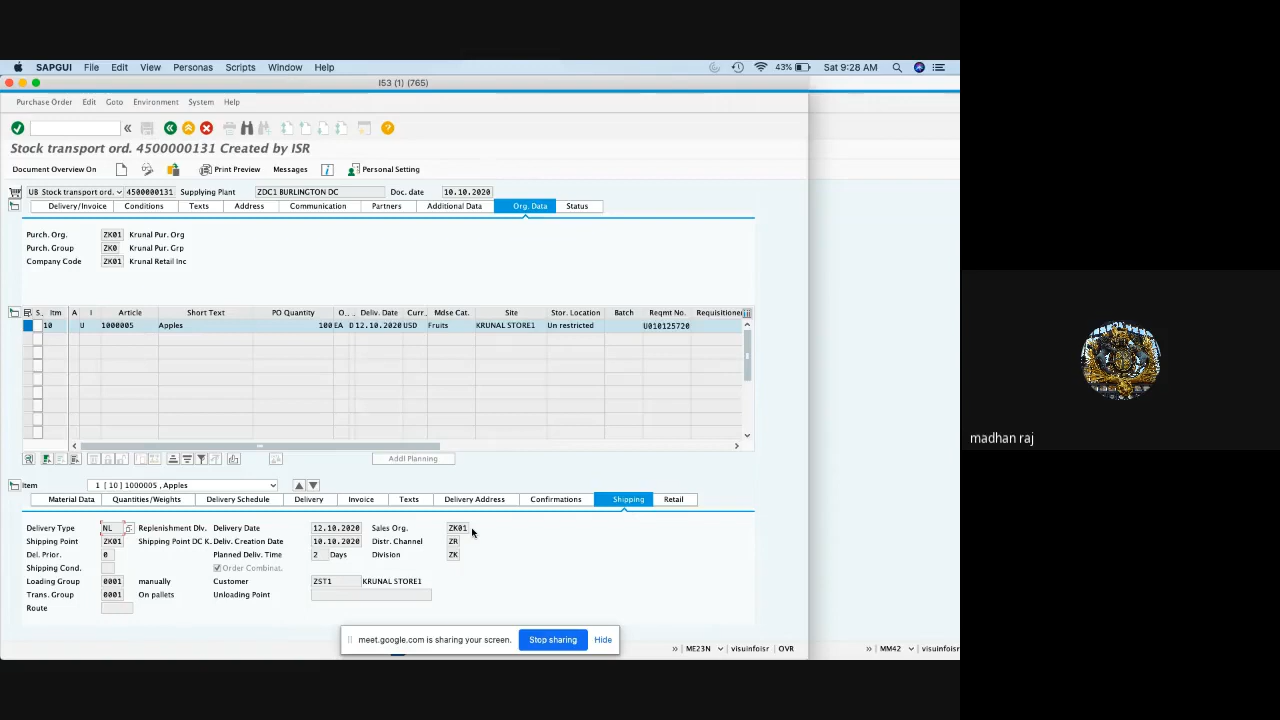 SAPGUI File Edit View Personas Scripts Window Help 43% Sat 9:28 AM
I53 (1) (765)
Purchase Order Edit Goto Environment System Help
Stock transport ord. 4500000131 Created by ISR
Document Overview On Print Preview Messages Personal Setting
UB Stock transport ord. 4500000131 Supplying Plant ZDC1 BURLINGTON DC Doc. date 10.10.2020
Delivery/Invoice Conditions Texts Address Communication Partners Additional Data Org. Data Status
Purch. Org. ZK01 Krunal Pur. Org
Purch. Group ZK0 Krunal Pur. Grp
Company Code ZK01 Krunal Retail Inc
S.. Itm A I Article Short Text PO Quantity O.. Deliv. Date Curr.. Mdse Cat. Site Stor. Location Batch Reqmt No. Requisitioner
10 U 1000005 Apples 100 EA D 12.10.2020 USD Fruits KRUNAL STORE1 Un restricted U010125720
Addl Planning
Item 1 [ 10 ] 1000005 , Apples
Material Data Quantities/Weights Delivery Schedule Delivery Invoice Texts Delivery Address Confirmations Shipping Retail
Delivery Type NL Replenishment Dlv. Delivery Date 12.10.2020 Sales Org. ZK01
Shipping Point ZK01 Shipping Point DC K.. Deliv. Creation Date 10.10.2020 Distr. Channel ZR
Del. Prior. 0 Planned Deliv. Time 2 Days Division ZK
Shipping Cond. Order Combinat.
Loading Group 0001 manually Customer ZST1 KRUNAL STORE1
Trans. Group 0001 On pallets Unloading Point
Route
meet.google.com is sharing your screen. Stop sharing Hide
ME23N visuinfoisr OVR MM42 visuinfoisr
madhan raj